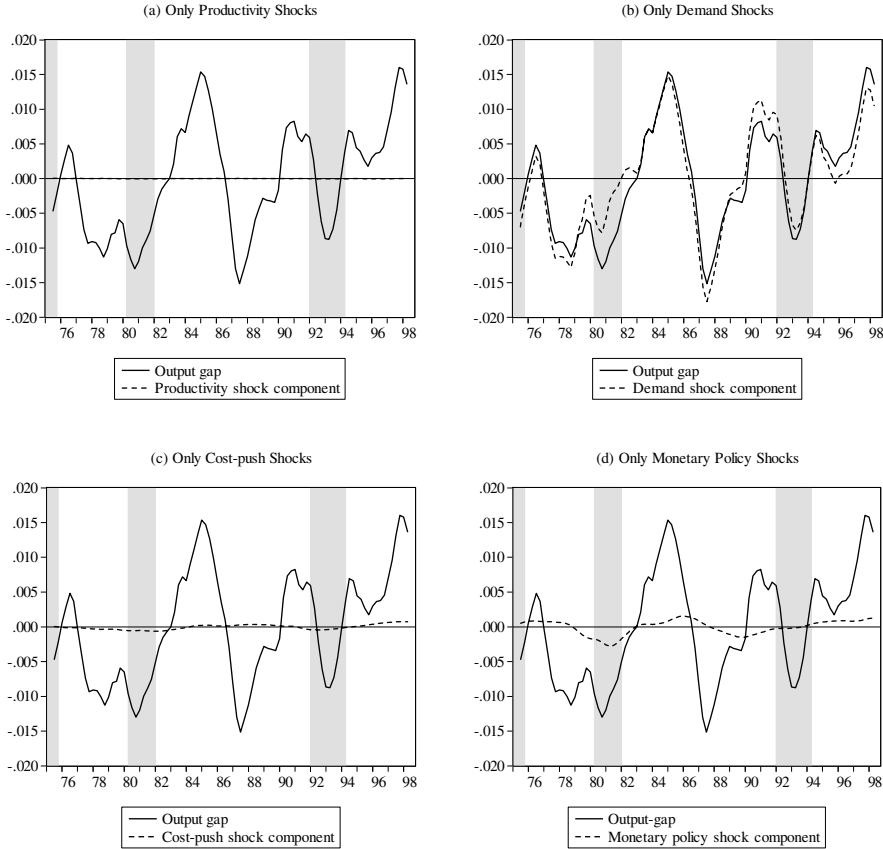 (a) Only Productivity Shocks
.020
.015
.010
.005
.000
-.005
-.010
-.015
-.020
76 78 80 82 84 86 88 90 92 94 96 98
Output gap
Productivity shock component
(b) Only Demand Shocks
.020
.015
.010
.005
.000
-.005
-.010
-.015
-.020
76 78 80 82 84 86 88 90 92 94 96 98
Output gap
Demand shock component
(c) Only Cost-push Shocks
.020
.015
.010
.005
.000
-.005
-.010
-.015
-.020
76 78 80 82 84 86 88 90 92 94 96 98
Output gap
Cost-push shock component
(d) Only Monetary Policy Shocks
.020
.015
.010
.005
.000
-.005
-.010
-.015
-.020
76 78 80 82 84 86 88 90 92 94 96 98
Output-gap
Monetary policy shock component